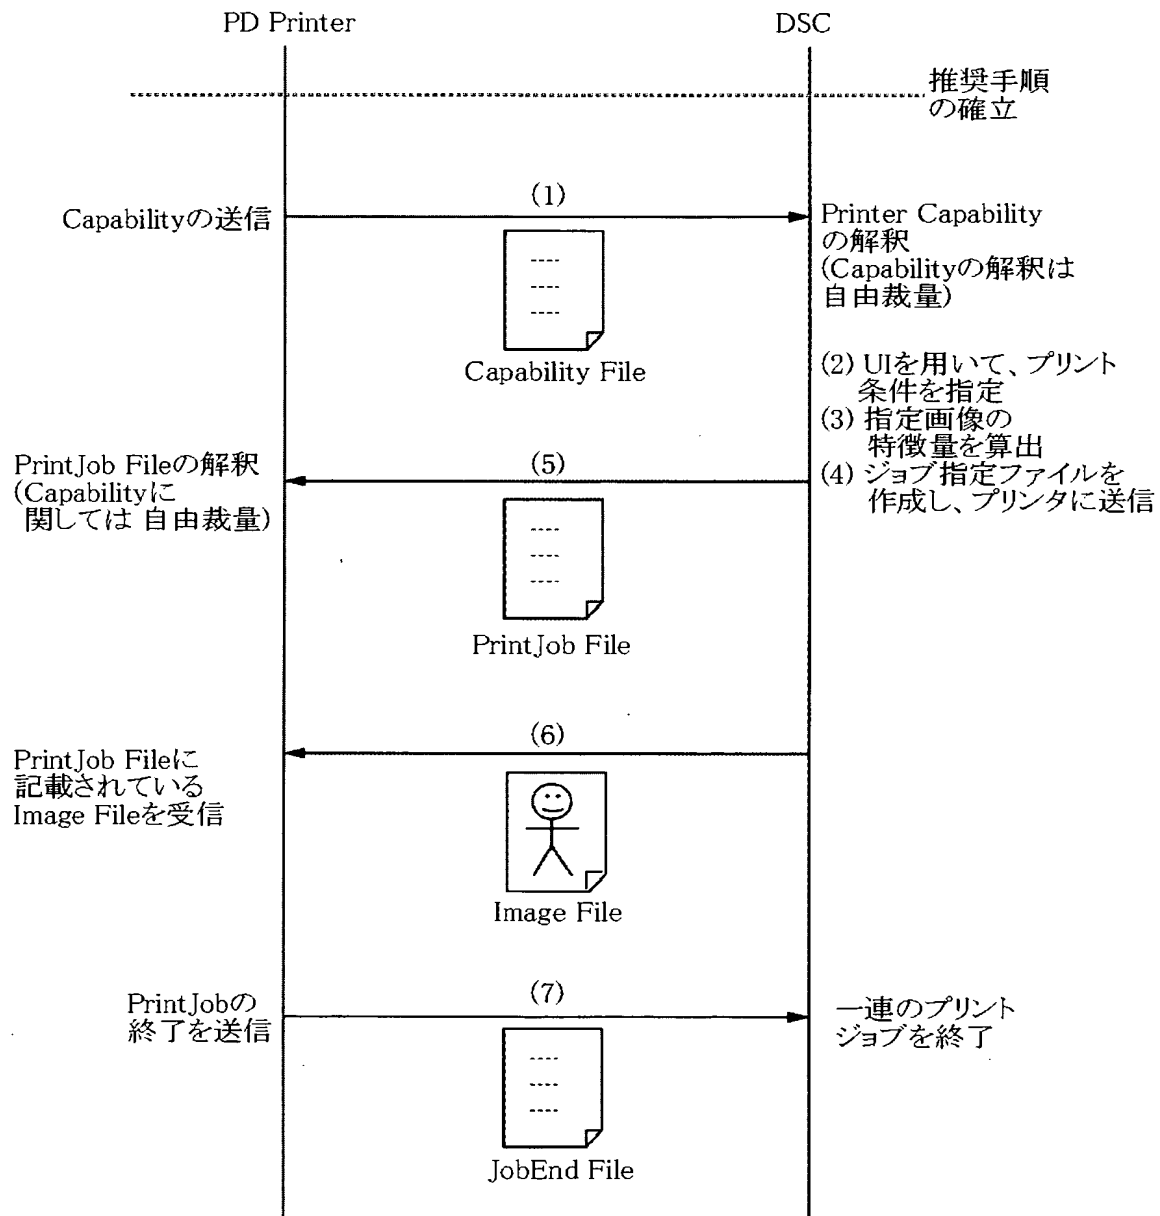 PD Printer
DSC
推奨手順
の確立
(1)
Capabilityの送信
Printer Capability
の解釈
(Capabilityの解釈は
自由裁量)
Capability File
(2) UIを用いて、プリント
条件を指定
(3) 指定画像の
特徴量を算出
(4) ジョブ指定ファイルを
作成し、プリンタに送信
(5)
PrintJob Fileの解釈
(Capabilityに
関しては 自由裁量)
PrintJob File
(6)
PrintJob Fileに
記載されている
Image Fileを受信
Image File
(7)
PrintJobの
終了を送信
一連のプリント
ジョブを終了
JobEnd File